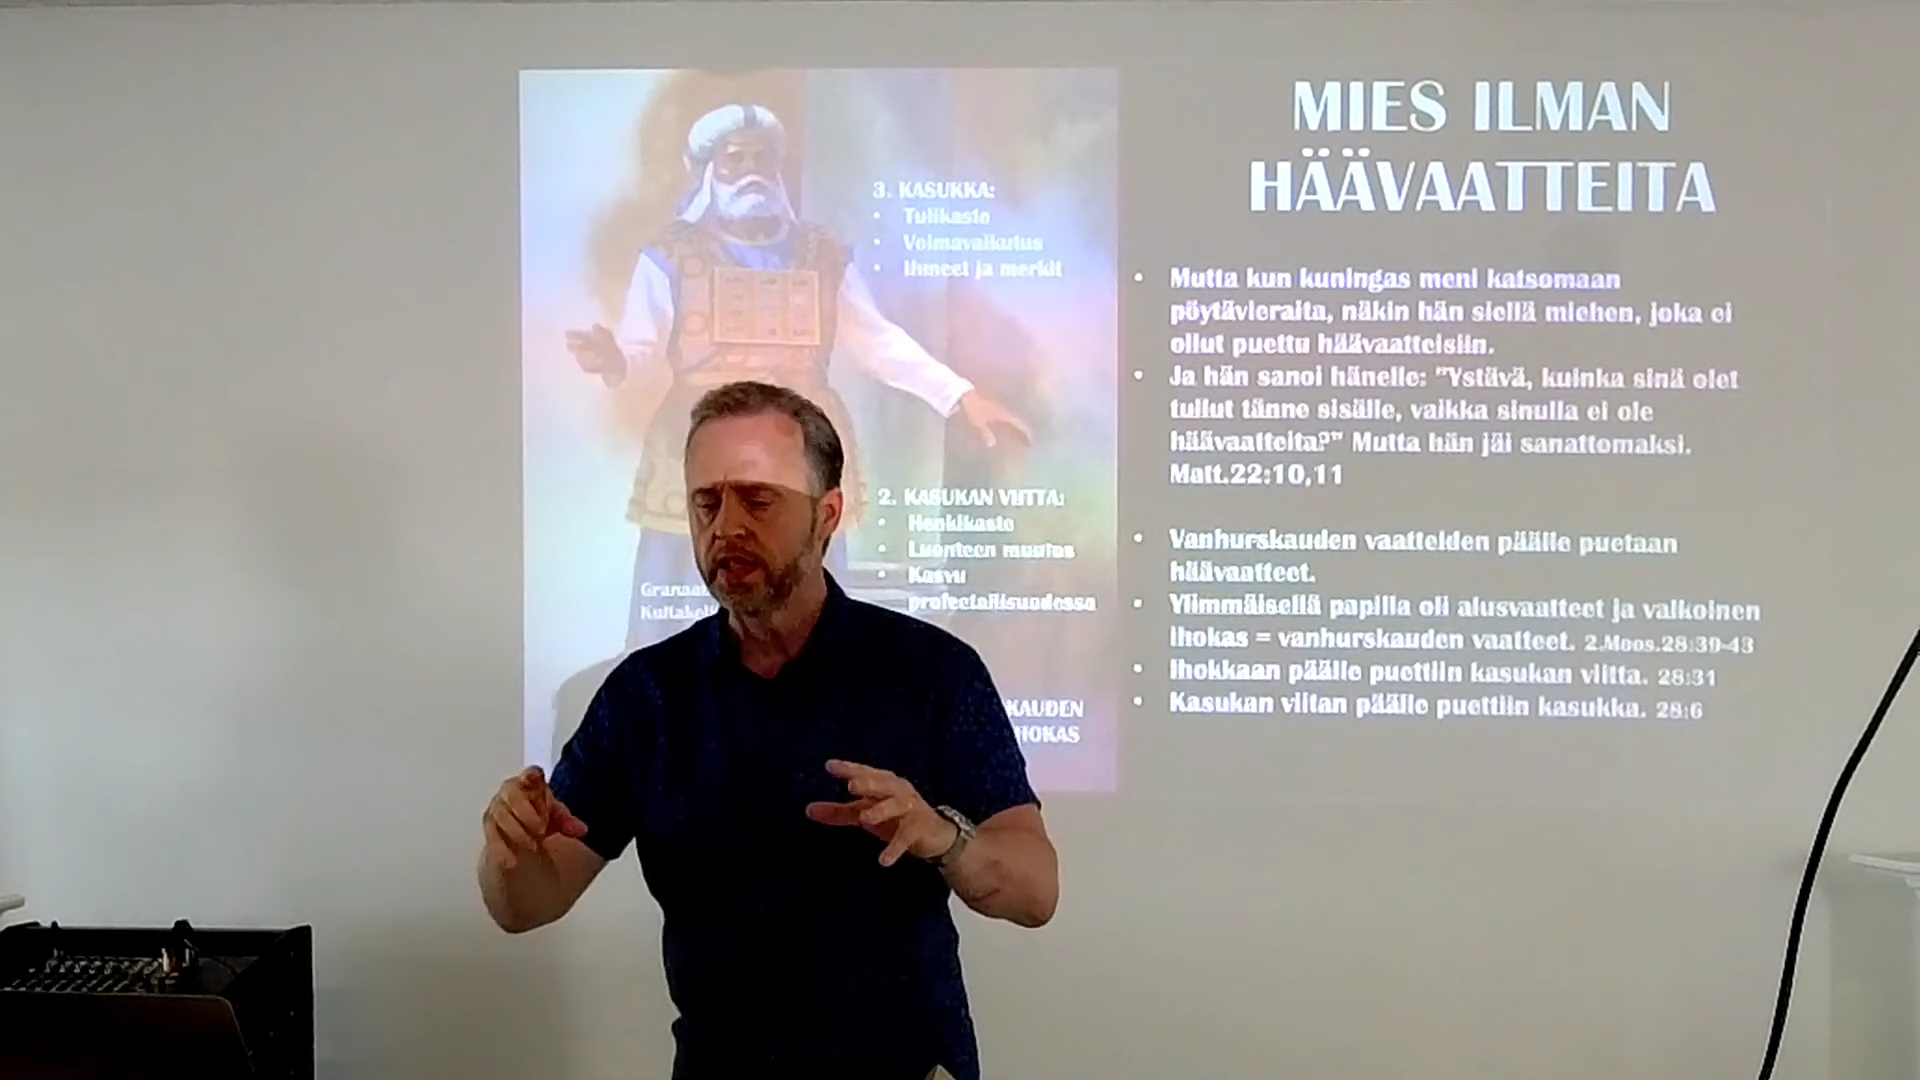 MIES ILMAN
HÄÄVAATTEITA
3. KASUKKA:
• Tulikaste
• Voimavaikutus
• Ihmeet ja merkit
2. KASUKAN VIITTA:
• Henkikaste
• Luonteen muutos
• Kasvu
profeetallisuudessa
KAUDEN
HOKAS
• Mutta kun kuningas meni katsomaan
pöytävieraita, näkin hän siellä miehen, joka ei
ollut puettu häävaatteisiin.
• Ja hän sanoi hänelle: "Ystävä, kuinka sinä olet
tullut tänne sisälle, vaikka sinulla ei ole
häävaatteita?" Mutta hän jäi sanattomaksi.
Matt.22:10,11
• Vanhurskauden vaatteiden päälle puetaan
häävaatteet.
• Ylimmäisellä papilla oli alusvaatteet ja valkoinen
ihokas = vanhurskauden vaatteet. 2.Moos.28:39-43
• Ihokkaan päälle puettiin kasukan viitta. 28:31
• Kasukan viitan päälle puettiin kasukka. 28:6